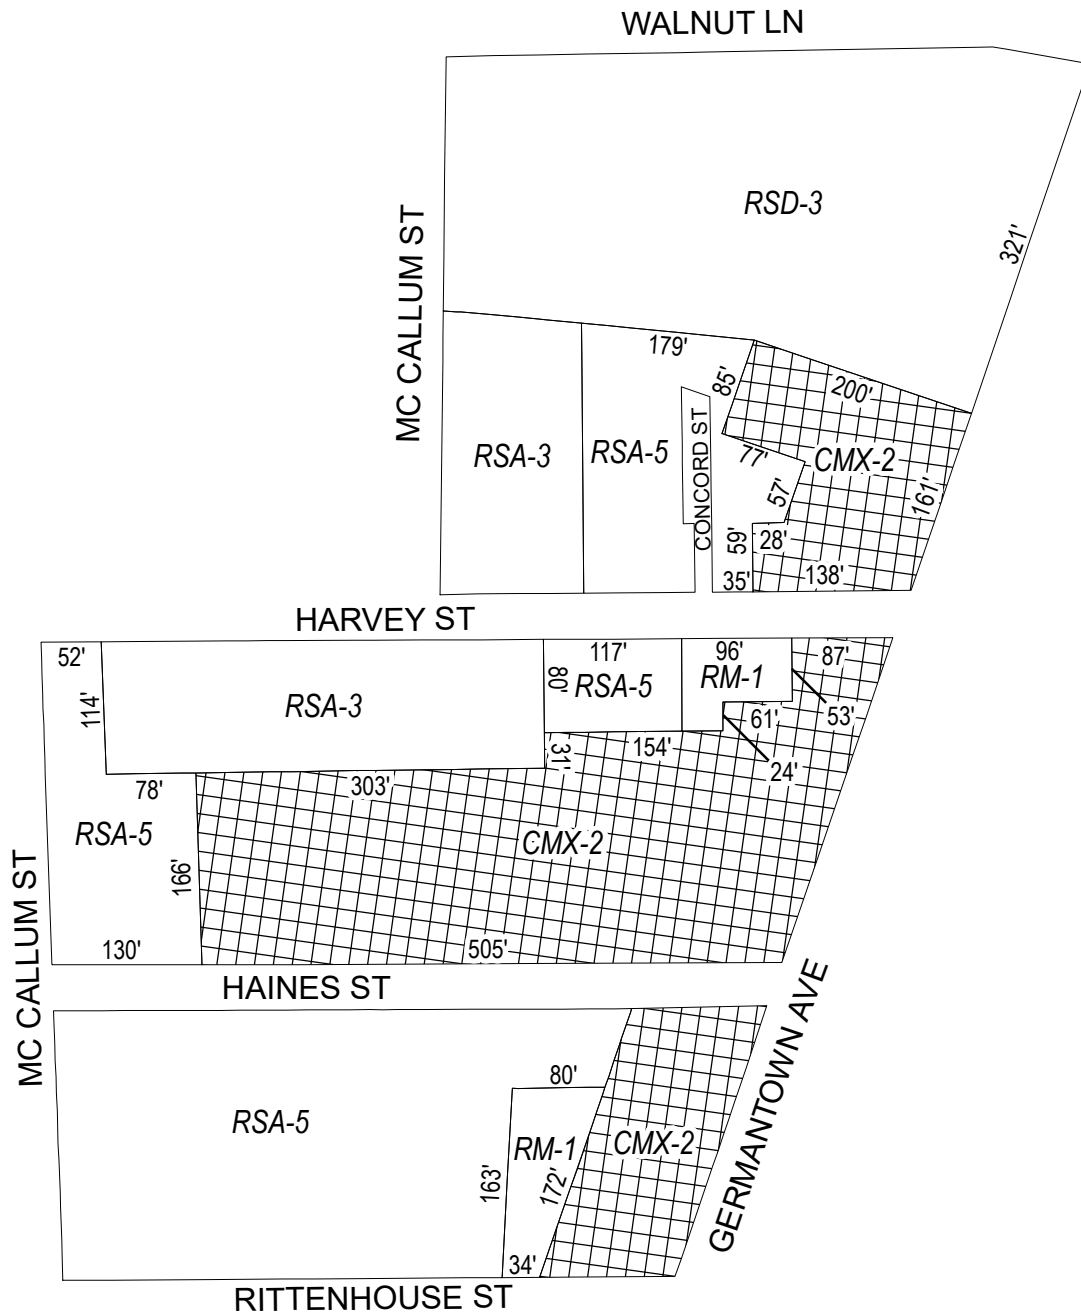 WALNUT LN
RSD-3
MC CALLUM ST
321'
179'
85'
200'
RSA-3
RSA-5
CONCORD ST
77'
CMX-2
57'
161'
59'
28'
35'
138'
HARVEY ST
52'
117'
96'
87'
114'
RSA-3
80'
RSA-5
RM-1
53'
61'
31'
154'
24'
78'
303'
RSA-5
CMX-2
166'
MC CALLUM ST
130'
505'
HAINES ST
GERMANTOWN AVE
80'
RSA-5
RM-1
CMX-2
163'
172'
34'
RITTENHOUSE ST